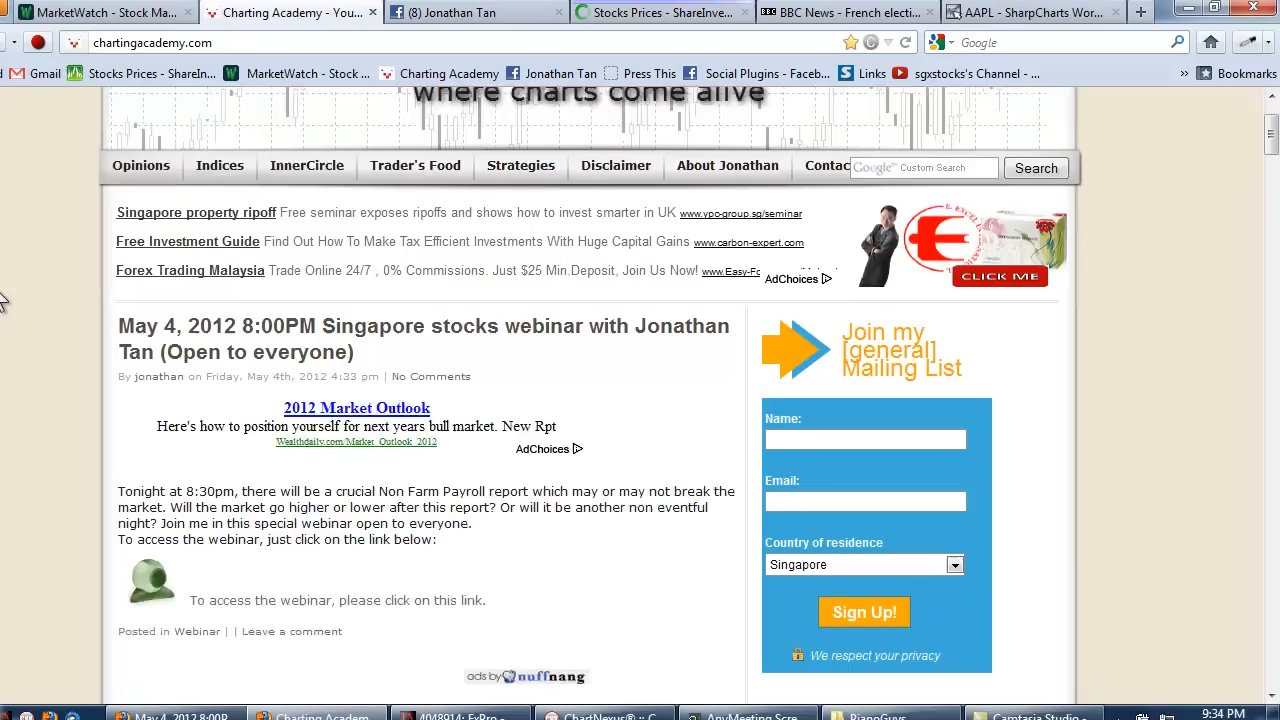 MarketWatch - Stock Ma...
Charting Academy - You...
(8) Jonathan Tan
Stocks Prices - ShareInve...
BBC News - French electi...
AAPL - SharpCharts Wor...
chartingacademy.com
Google
Gmail
Stocks Prices - ShareIn...
MarketWatch - Stock ...
Charting Academy
Jonathan Tan
Press This
Social Plugins - Faceb...
Links
sgxstocks's Channel - ...
Bookmarks
where charts come alive
Opinions
Indices
InnerCircle
Trader's Food
Strategies
Disclaimer
About Jonathan
Contac
Google™ Custom Search
Search
Singapore property ripoff Free seminar exposes ripoffs and shows how to invest smarter in UK www.ypo-group.sg/seminar
Free Investment Guide Find Out How To Make Tax Efficient Investments With Huge Capital Gains www.carbon-expert.com
Forex Trading Malaysia Trade Online 24/7 , 0% Commissions. Just $25 Min.Deposit, Join Us Now! www.Easy-Fo
AdChoices
CLICK ME
May 4, 2012 8:00PM Singapore stocks webinar with Jonathan
Tan (Open to everyone)
By jonathan on Friday, May 4th, 2012 4:33 pm | No Comments
2012 Market Outlook
Here's how to position yourself for next years bull market. New Rpt
Wealthdaily.com/Market_Outlook_2012
AdChoices
Tonight at 8:30pm, there will be a crucial Non Farm Payroll report which may or may not break the
market. Will the market go higher or lower after this report? Or will it be another non eventful
night? Join me in this special webinar open to everyone.
To access the webinar, just click on the link below:
To access the webinar, please click on this link.
Posted in Webinar | | Leave a comment
ads by nuffnang
Join my
[general]
Mailing List
Name:
Email:
Country of residence
Singapore
Sign Up!
We respect your privacy
May 4, 2012 8:00P...
Charting Academ...
4048914: FxPro - ...
ChartNexus® :: C...
AnyMeeting Scre...
PianoGuys
Camtasia Studio - ...
9:34 PM